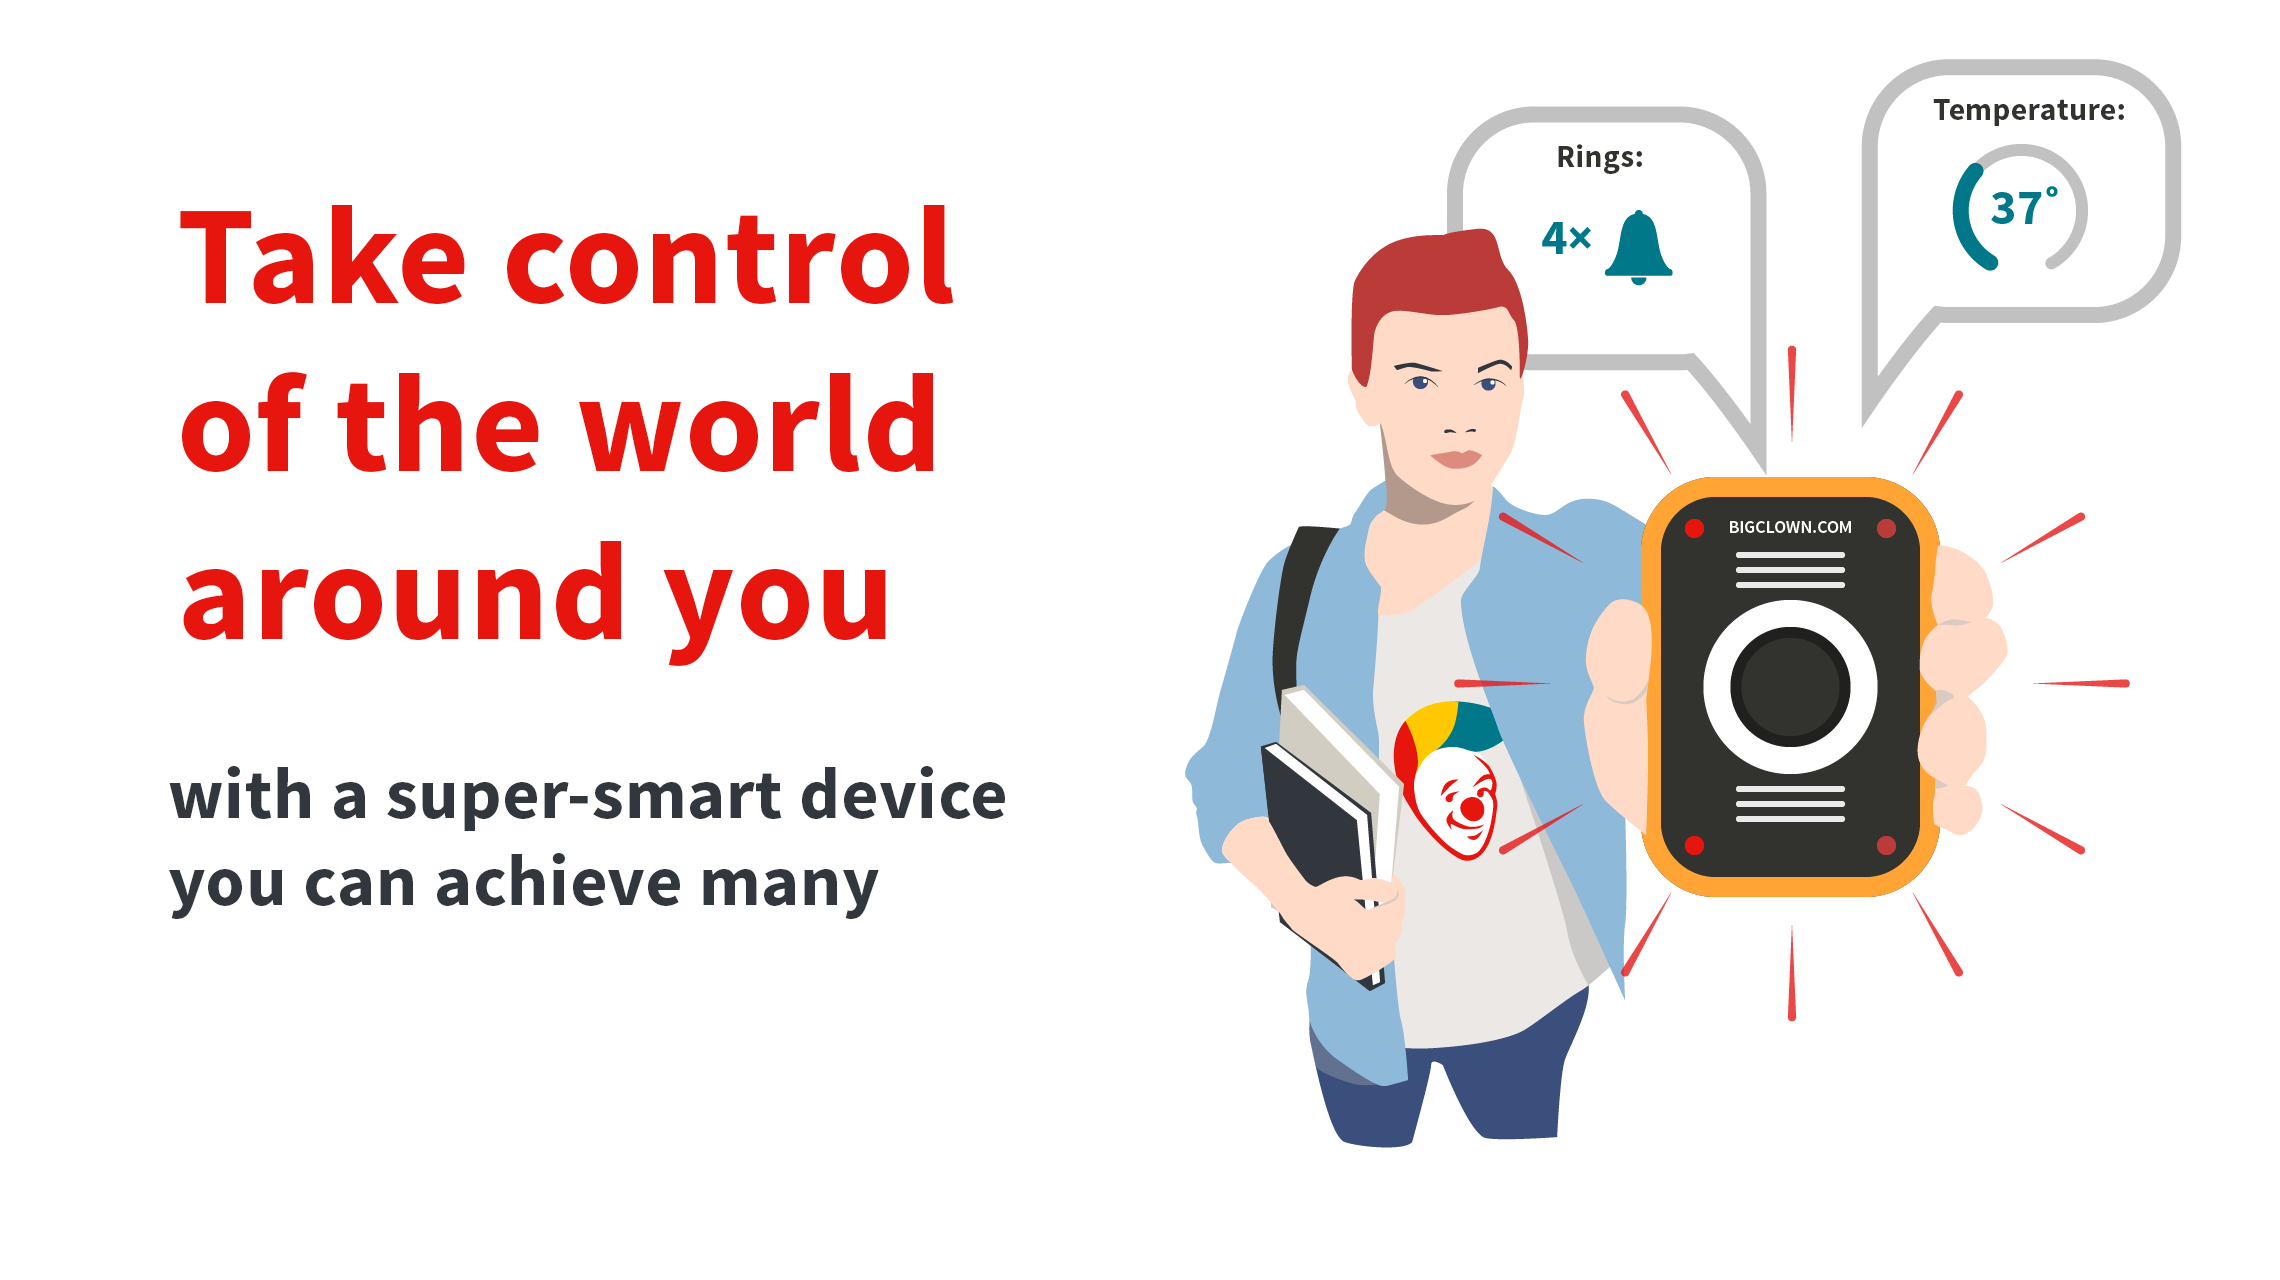 Take control
of the world
around you
with a super-smart device
you can achieve many
Rings:
4×
Temperature:
37°
BIGCLOWN.COM